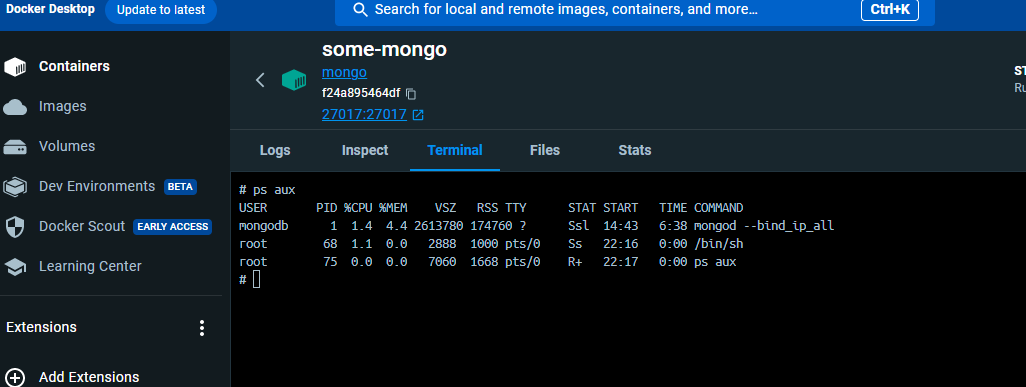 Docker Desktop Update to latest Search for local and remote images, containers, and more... Ctrl+K
Containers
Images
Volumes
Dev Environments BETA
Docker Scout EARLY ACCESS
Learning Center
Extensions
Add Extensions
some-mongo
mongo
f24a895464df
27017:27017
ST
Ru
Logs Inspect Terminal Files Stats
# ps aux
USER PID %CPU %MEM VSZ RSS TTY STAT START TIME COMMAND
mongodb 1 1.4 4.4 2613780 174760 ? Ssl 14:43 6:38 mongod --bind_ip_all
root 68 1.1 0.0 2888 1000 pts/0 Ss 22:16 0:00 /bin/sh
root 75 0.0 0.0 7060 1668 pts/0 R+ 22:17 0:00 ps aux
#